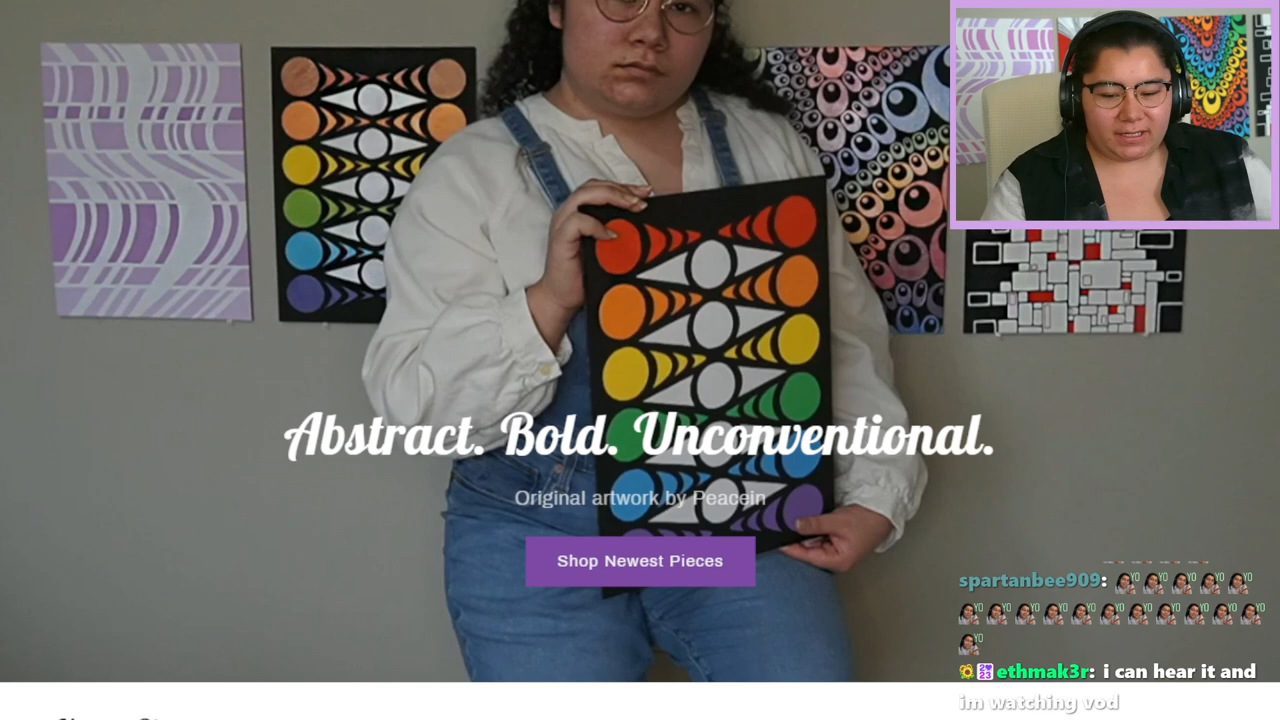 Abstract. Bold. Unconventional.
Original artwork by Peacein
Shop Newest Pieces
spartanbee909:
ethmak3r: i can hear it and
im watching vod